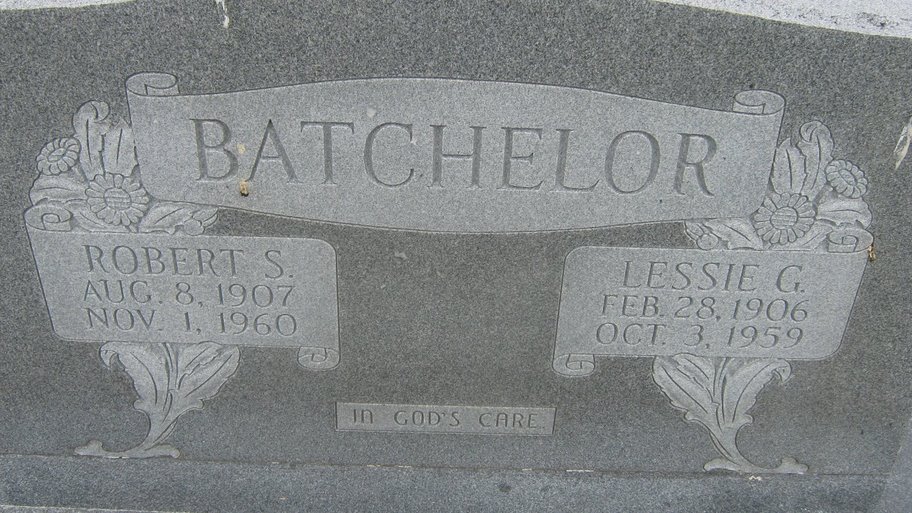 BATCHELOR
ROBERT S.
AUG. 8, 1907
NOV. 1, 1960
LESSIE G.
FEB. 28, 1906
OCT. 3, 1959
IN GOD'S CARE.